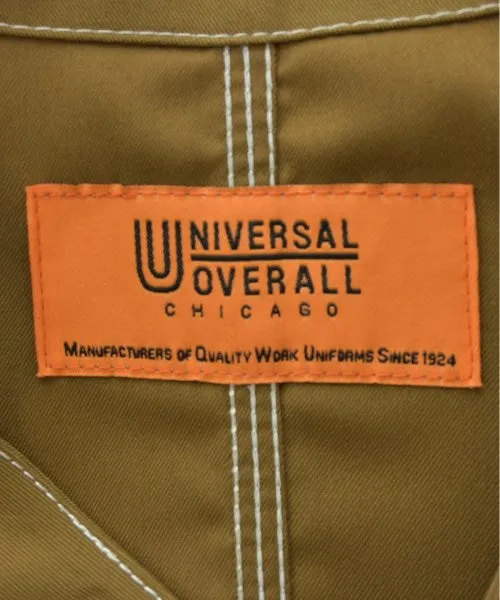 UNIVERSAL
OVERALL
CHICAGO
MANUFACTURERS OF QUALITY WORK UNIFORMS SINCE 1924